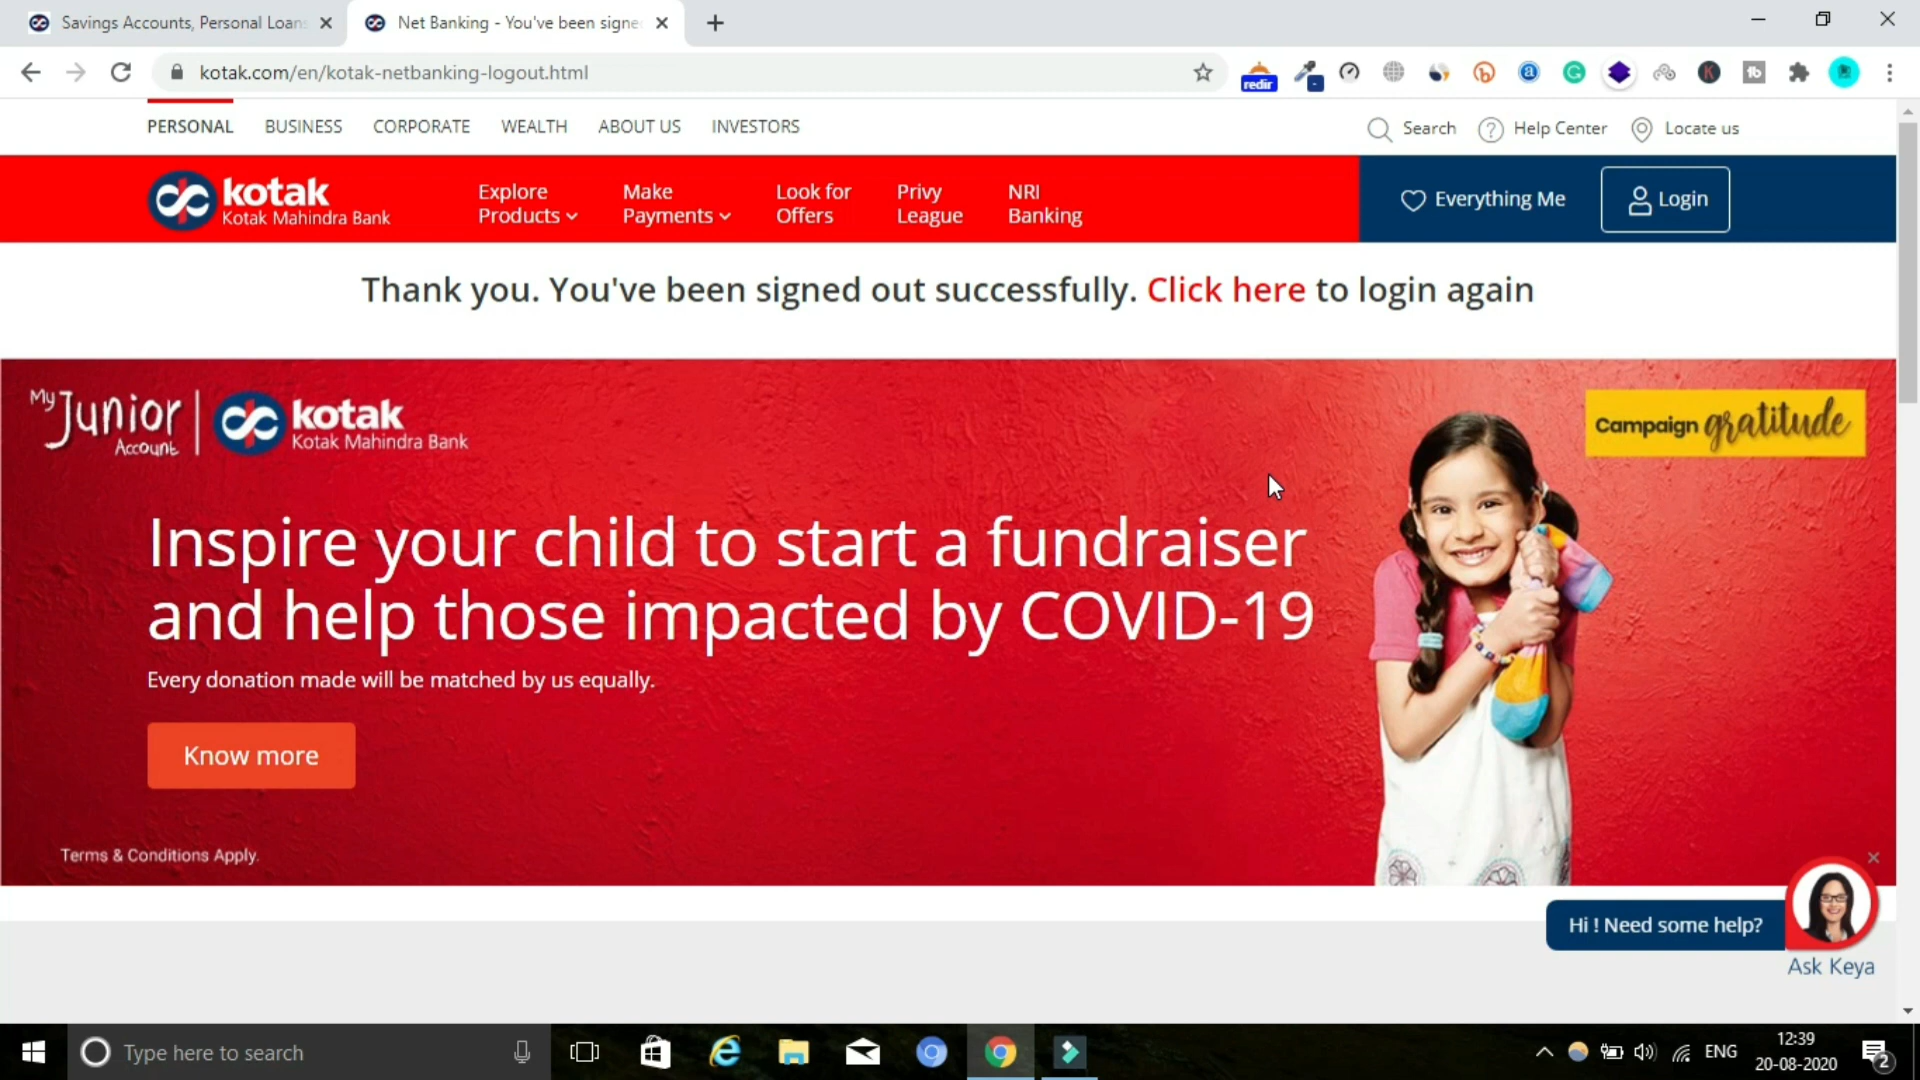 Savings Accounts, Personal Loans
Net Banking - You've been signe
kotak.com/en/kotak-netbanking-logout.html
redir
PERSONAL BUSINESS CORPORATE WEALTH ABOUT US INVESTORS
Search Help Center Locate us
kotak
Kotak Mahindra Bank
Explore Products
Make Payments
Look for Offers
Privy League
NRI Banking
Everything Me
Login
Thank you. You've been signed out successfully. Click here to login again
My Junior Account
kotak
Kotak Mahindra Bank
Campaign gratitude
Inspire your child to start a fundraiser
and help those impacted by COVID-19
Every donation made will be matched by us equally.
Know more
Terms & Conditions Apply.
Hi ! Need some help?
Ask Keya
Type here to search
ENG
12:39
20-08-2020
2